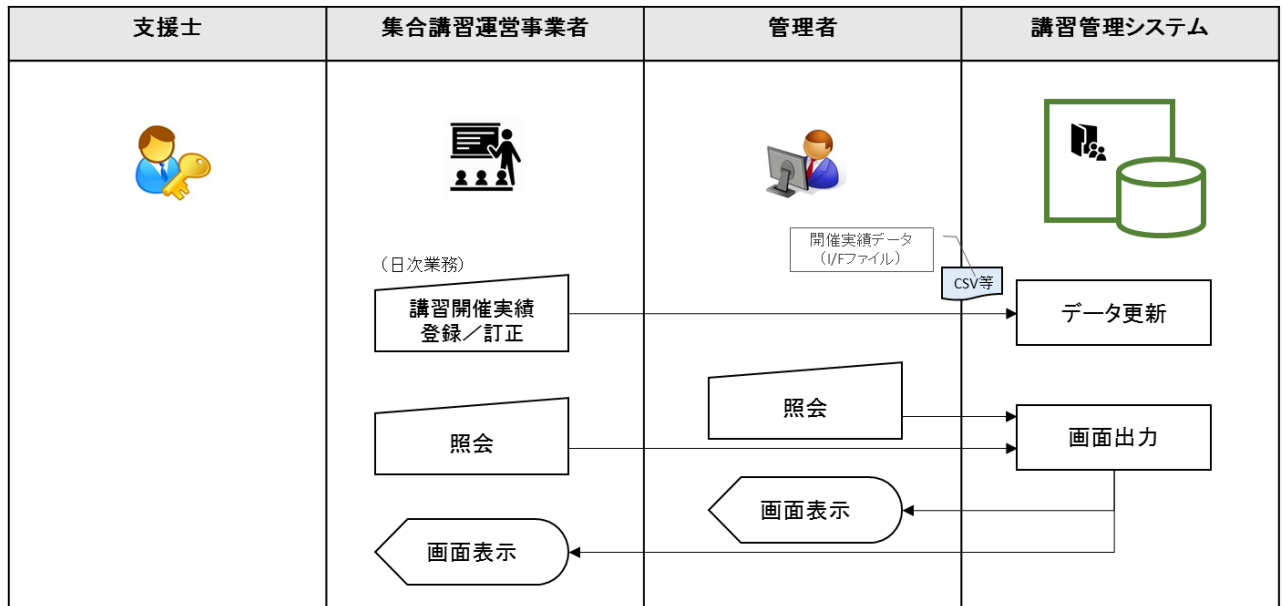 支援士
集合講習運営事業者
管理者
講習管理システム
開催実績データ
（I/Fファイル）
（日次業務）
CSV等
講習開催実績
登録／訂正
データ更新
照会
照会
画面出力
画面表示
画面表示